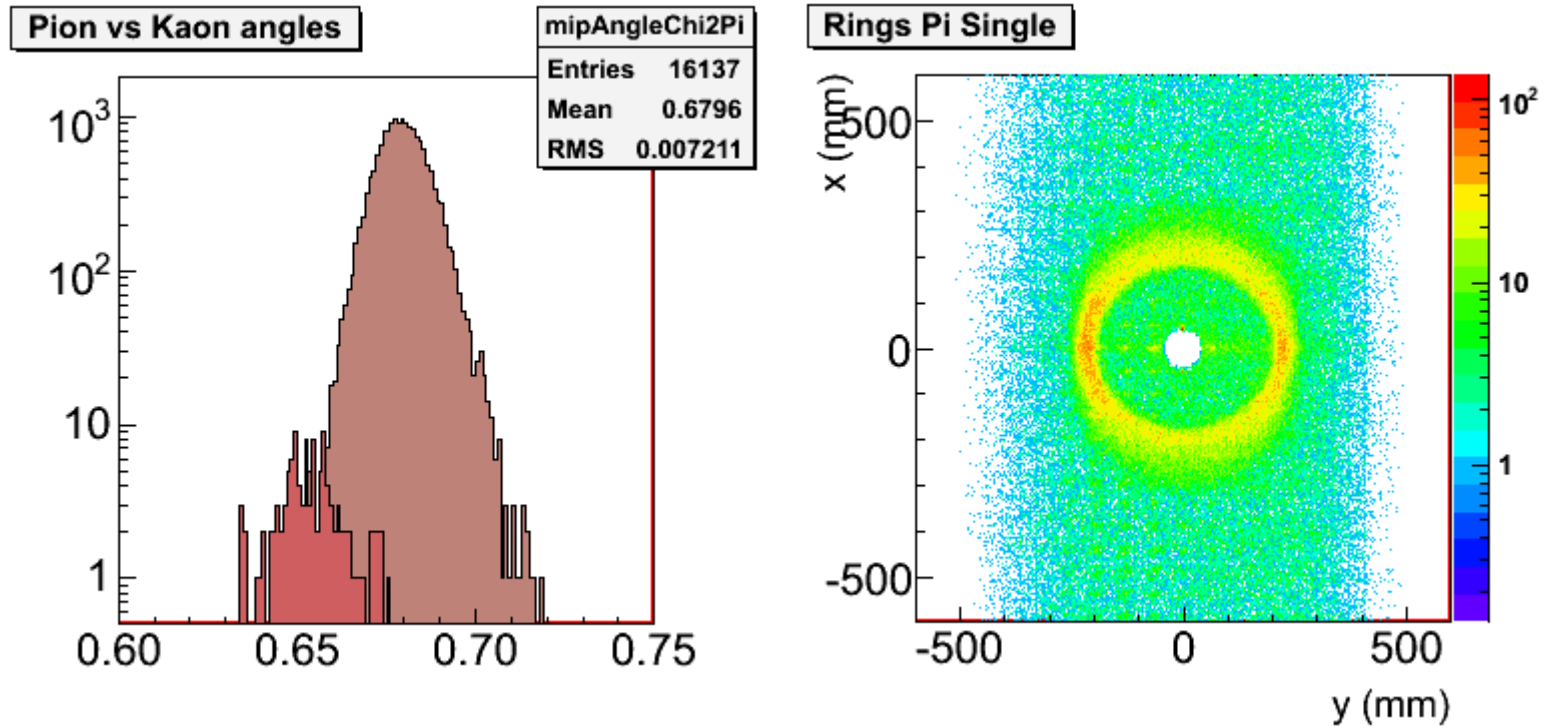 Pion vs Kaon angles
mipAngleChi2Pi
Entries 16137
Mean 0.6796
RMS 0.007211
10³
10²
10
1
0.60 0.65 0.70 0.75
Rings Pi Single
x (mm)
500
0
-500
-500 0 500
y (mm)
10²
10
1